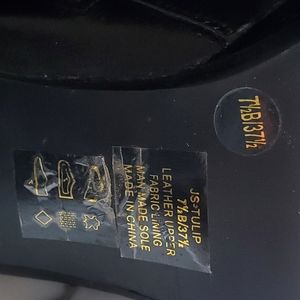 7½B/37½
JS-TULIP
7½B/37½
LEATHER UPPER
FABRIC LINING
MAN MADE SOLE
MADE IN CHINA